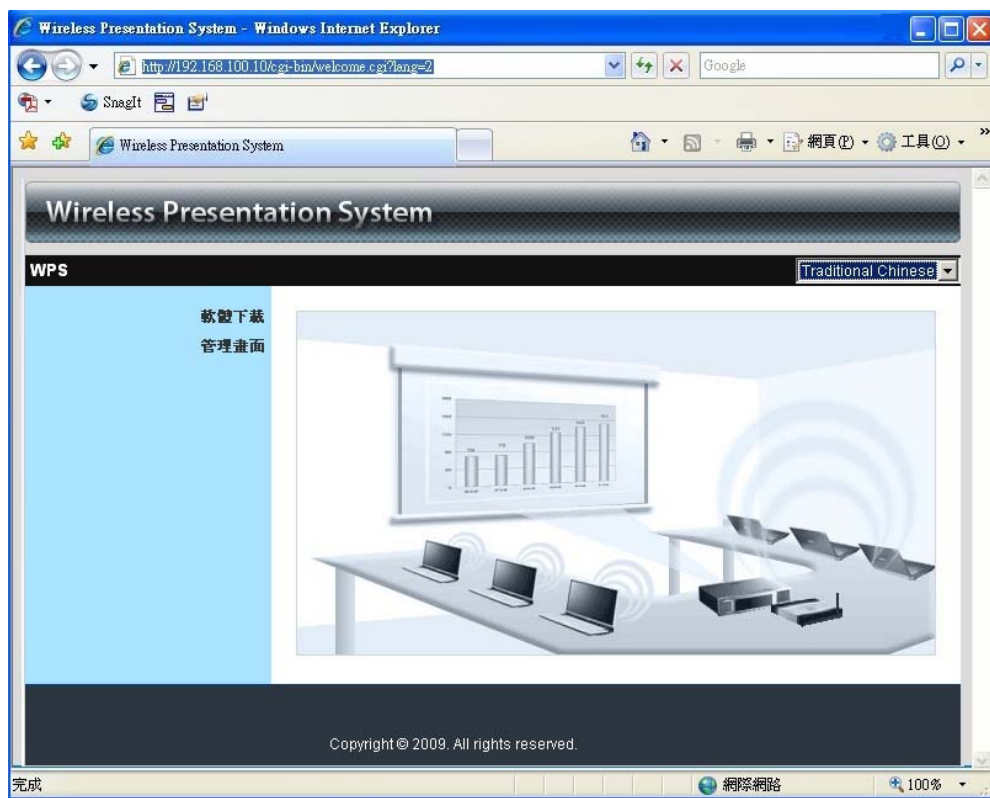 Wireless Presentation System - Windows Internet Explorer
http://192.168.100.10/cgi-bin/welcome.cgi?lang=2
Google
SnagIt
Wireless Presentation System
網頁(P)
工具(O)
»
Wireless Presentation System
WPS
Traditional Chinese
軟體下載
管理畫面
Copyright © 2009. All rights reserved.
完成
網際網路
100%